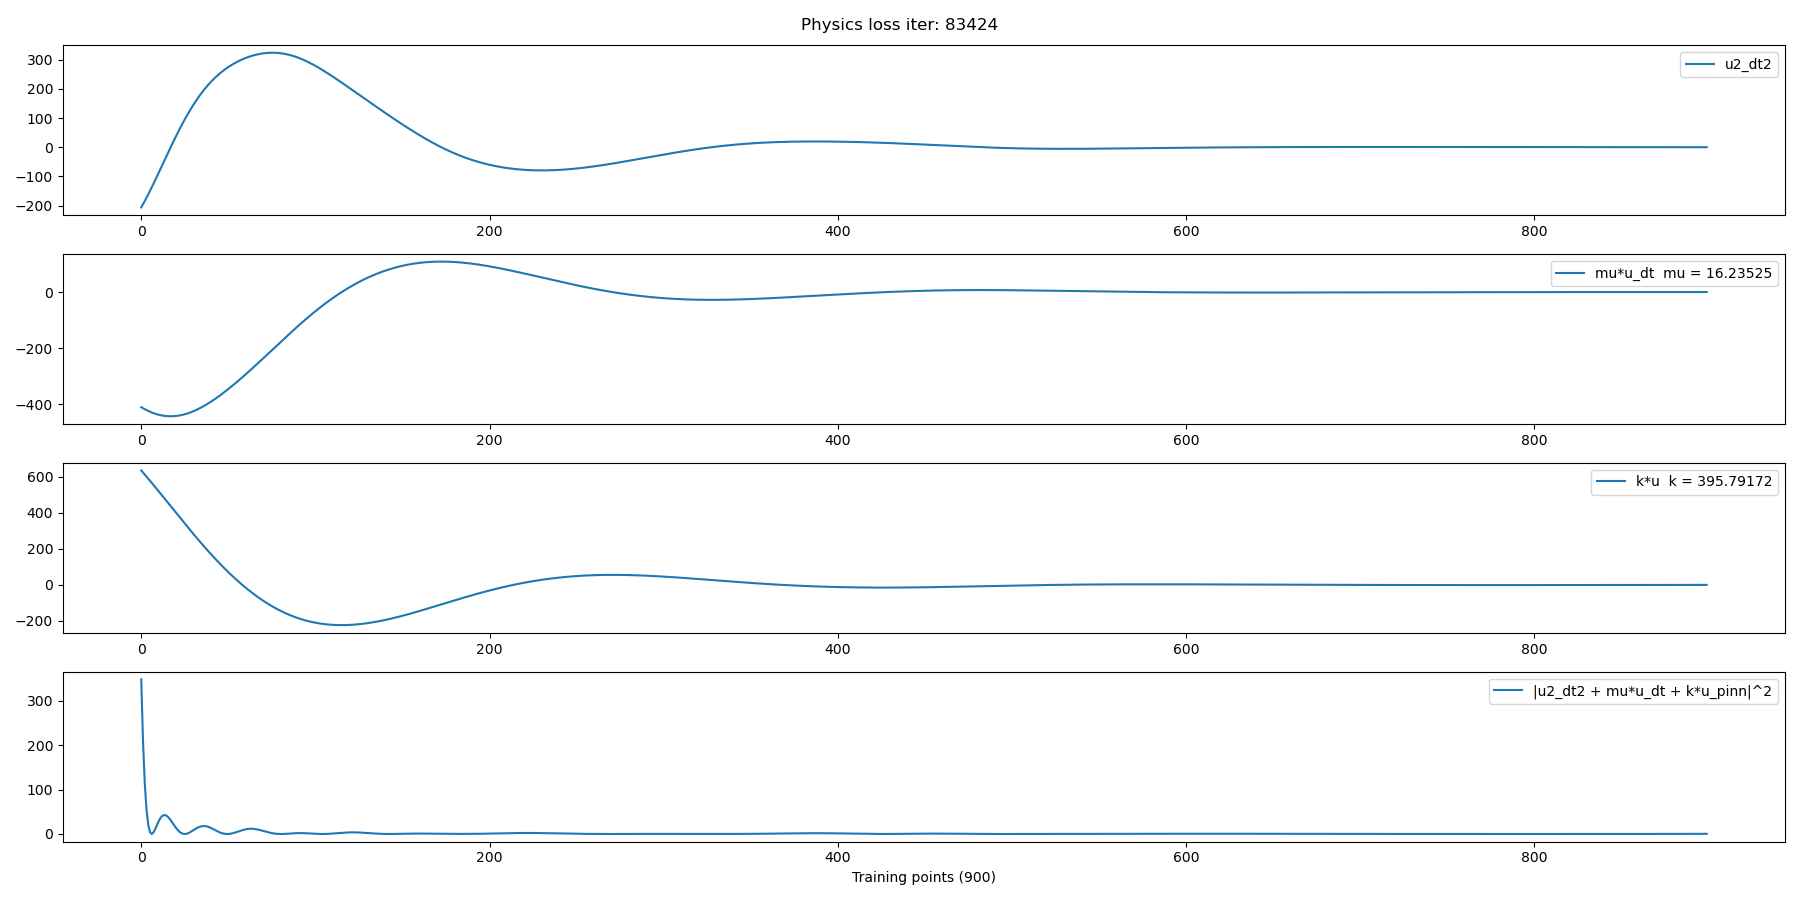 Physics loss iter: 83424
300
200
100
0
−100
−200
u2_dt2
0 200 400 600 800
0
−200
−400
mu*u_dt  mu = 16.23525
0 200 400 600 800
600
400
200
0
−200
k*u  k = 395.79172
0 200 400 600 800
300
200
100
0
|u2_dt2 + mu*u_dt + k*u_pinn|^2
0 200 400 600 800
Training points (900)